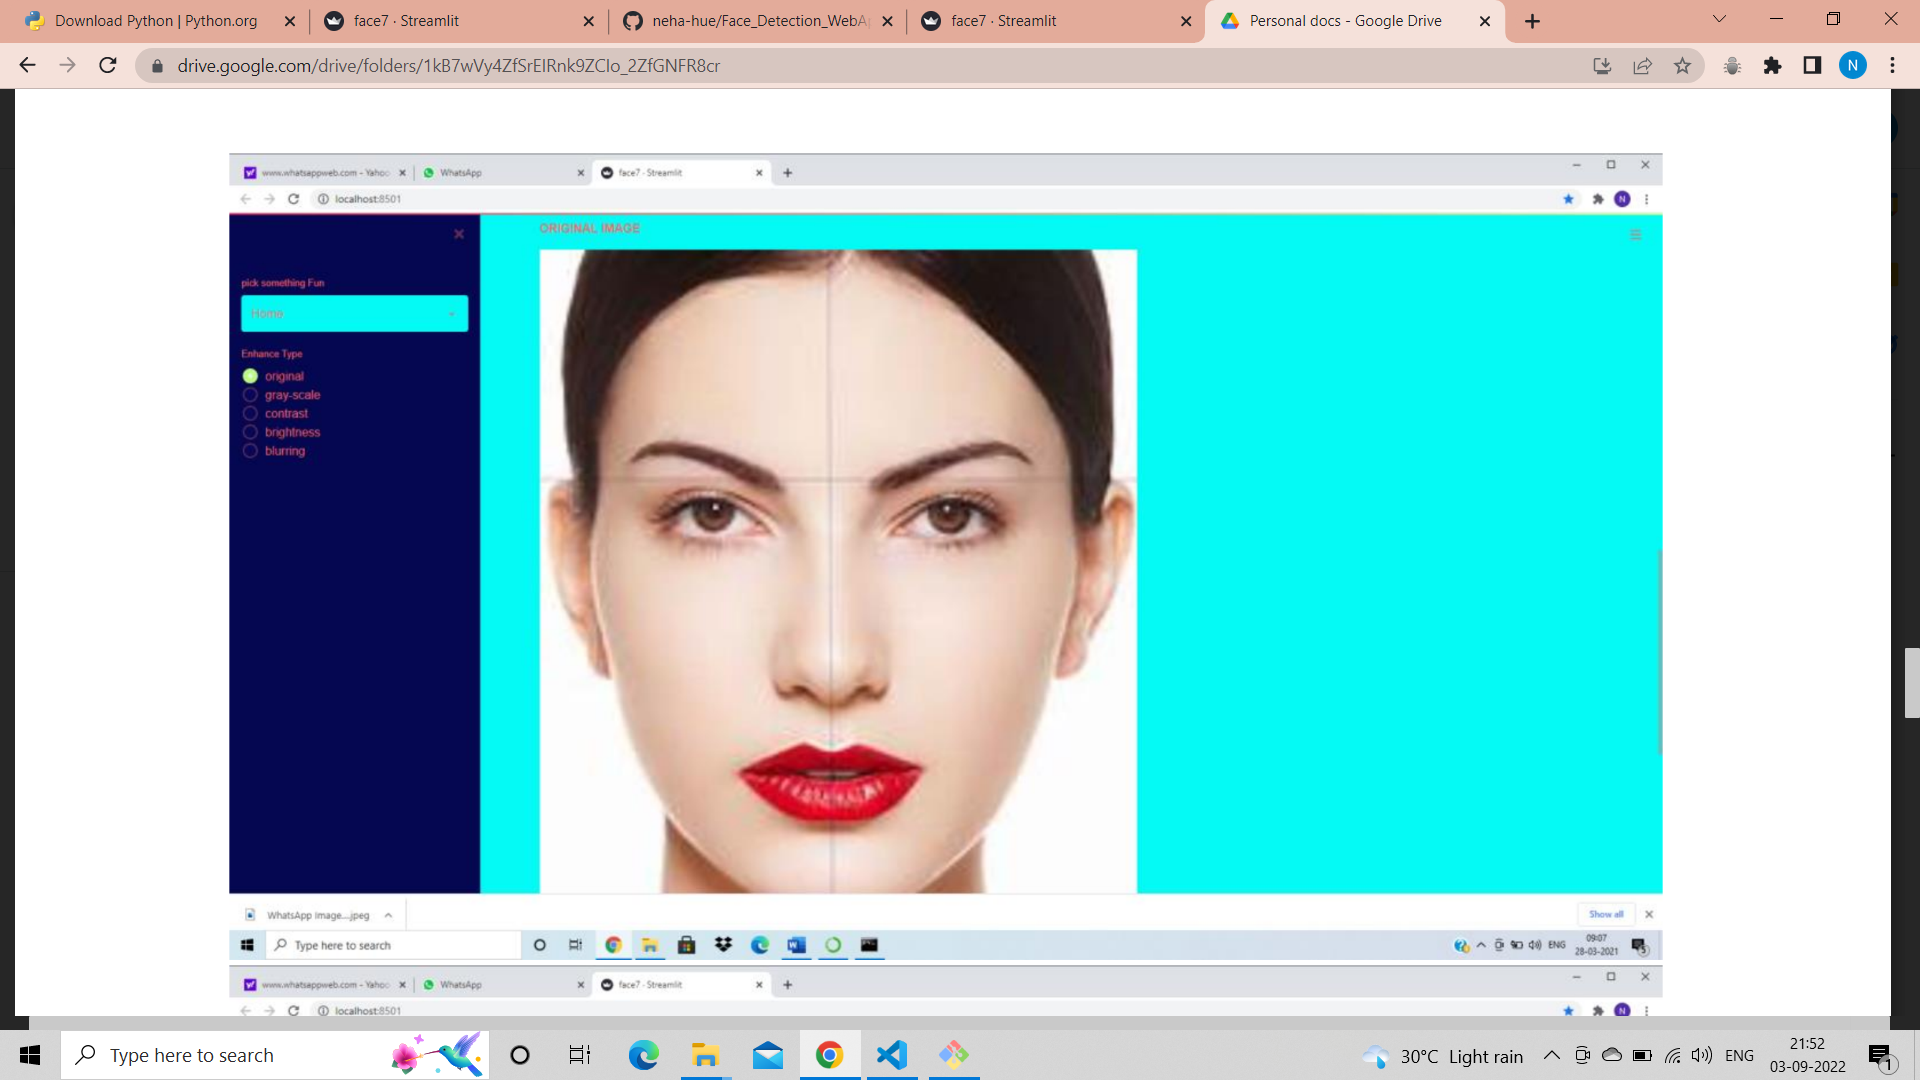 Download Python | Python.org
face7 · Streamlit
neha-hue/Face_Detection_WebAp
face7 · Streamlit
Personal docs - Google Drive
drive.google.com/drive/folders/1kB7wVy4ZfSrEIRnk9ZCIo_2ZfGNFR8cr
N
www.whatsappweb.com - Yahoo
WhatsApp
face7 · Streamlit
localhost:8501
N
ORIGINAL IMAGE
pick something Fun
Home
Enhance Type
original
gray-scale
contrast
brightness
blurring
WhatsApp Image....jpeg
Show all
Type here to search
ENG
09:07
28-03-2021
5
www.whatsappweb.com - Yahoo
WhatsApp
face7 · Streamlit
localhost:8501
N
Type here to search
30°C Light rain
ENG
21:52
03-09-2022
1